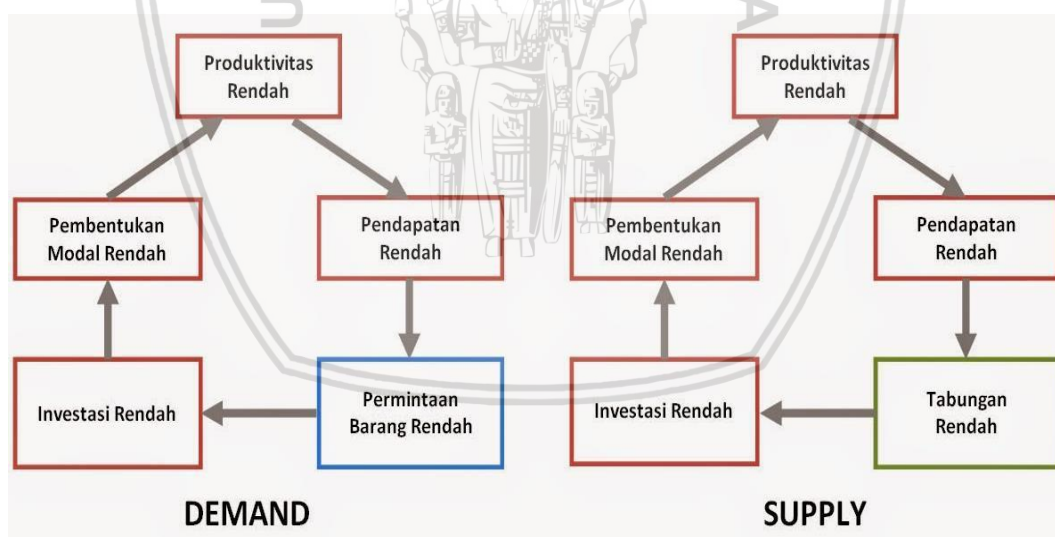 Produktivitas
Rendah
Pembentukan
Modal Rendah
Pendapatan
Rendah
Investasi Rendah
Permintaan
Barang Rendah
DEMAND
Produktivitas
Rendah
Pembentukan
Modal Rendah
Pendapatan
Rendah
Investasi Rendah
Tabungan
Rendah
SUPPLY